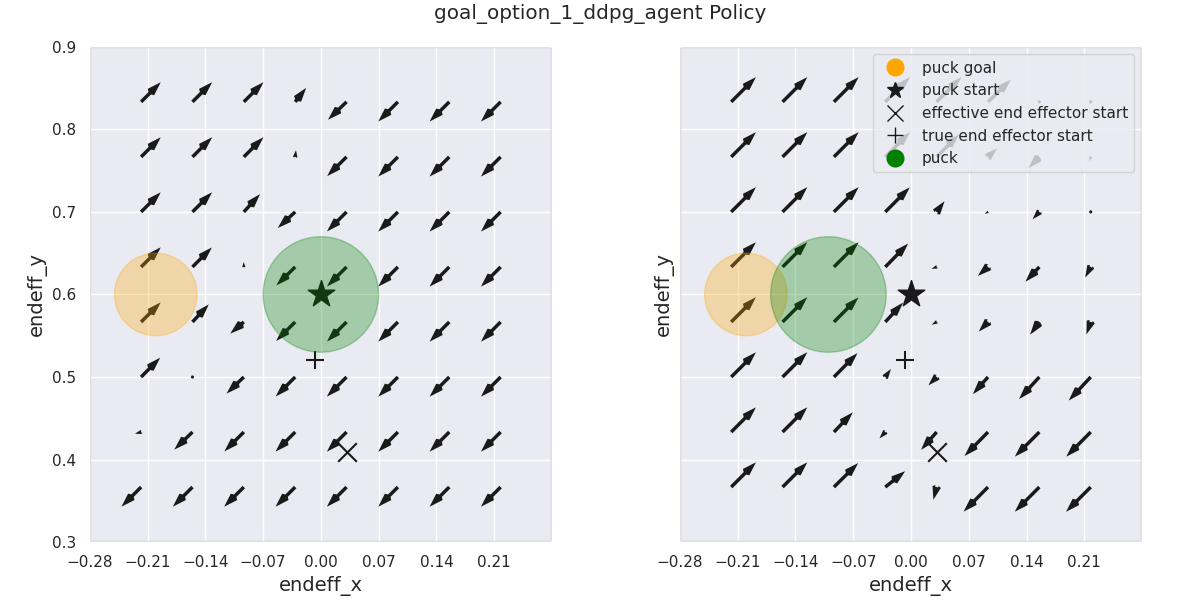 goal_option_1_ddpg_agent Policy
0.9
0.8
0.7
0.6
0.5
0.4
0.3
endeff_y
−0.28 −0.21 −0.14 −0.07 0.00 0.07 0.14 0.21
endeff_x
puck goal
puck start
effective end effector start
true end effector start
puck
endeff_y
−0.28 −0.21 −0.14 −0.07 0.00 0.07 0.14 0.21
endeff_x